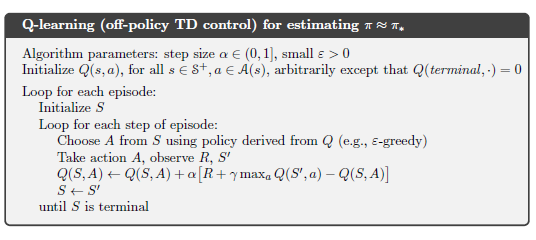 Q-learning (off-policy TD control) for estimating π ≈ π*
Algorithm parameters: step size α ∈ (0, 1], small ε > 0
Initialize Q(s, a), for all s ∈ S⁺, a ∈ A(s), arbitrarily except that Q(terminal, ·) = 0
Loop for each episode:
Initialize S
Loop for each step of episode:
Choose A from S using policy derived from Q (e.g., ε-greedy)
Take action A, observe R, S′
Q(S, A) ← Q(S, A) + α[R + γ maxₐ Q(S′, a) − Q(S, A)]
S ← S′
until S is terminal